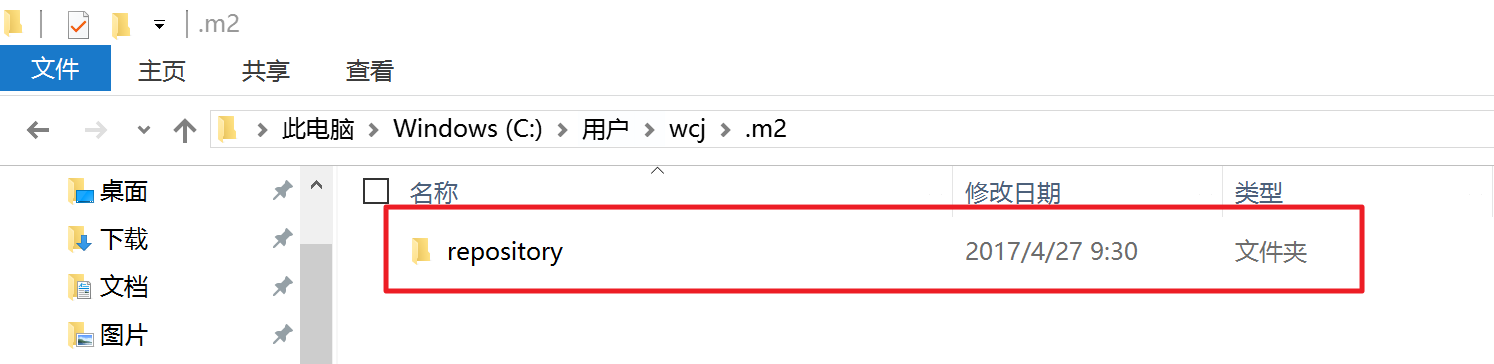 .m2
文件 主页 共享 查看
此电脑 Windows (C:) 用户 wcj .m2
名称 修改日期 类型
桌面
repository 2017/4/27 9:30 文件夹
下载
文档
图片